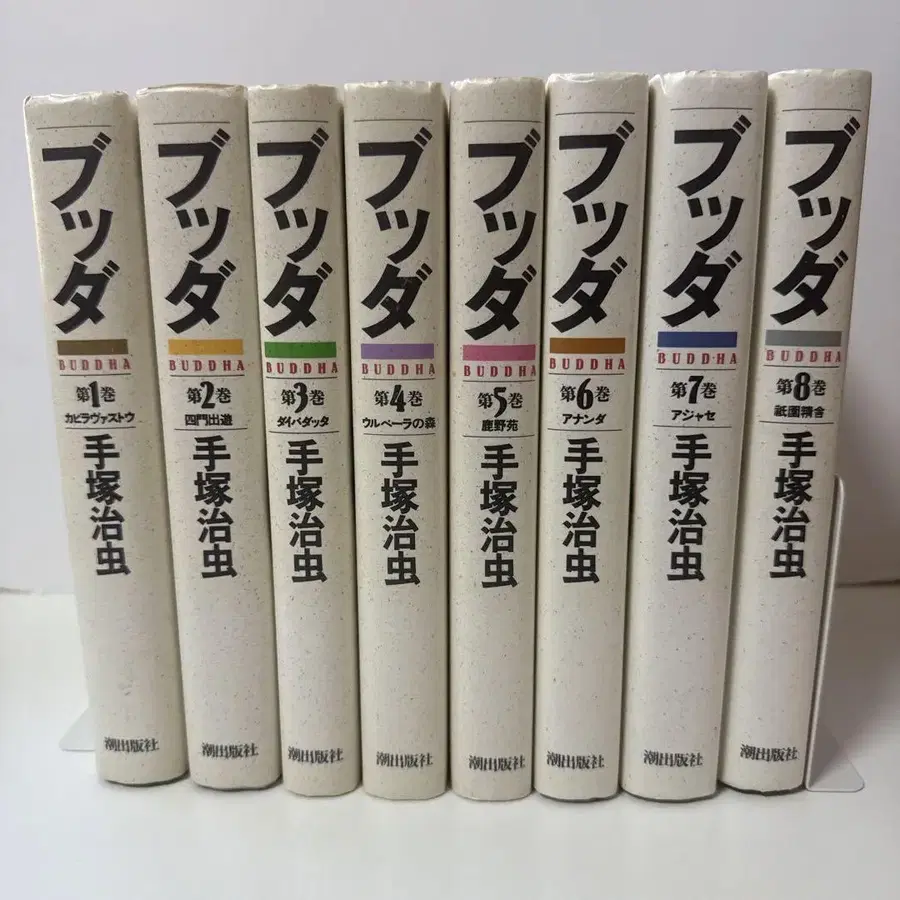 ブッダ
BUDDHA
第1巻
カピラヴァストウ
手塚治虫
潮出版社
ブッダ
BUDDHA
第2巻
四門出遊
手塚治虫
潮出版社
ブッダ
BUDDHA
第3巻
ダイバダッタ
手塚治虫
潮出版社
ブッダ
BUDDHA
第4巻
ウルベーラの森
手塚治虫
潮出版社
ブッダ
BUDDHA
第5巻
鹿野苑
手塚治虫
潮出版社
ブッダ
BUDDHA
第6巻
アナンダ
手塚治虫
潮出版社
ブッダ
BUDDHA
第7巻
アジャセ
手塚治虫
潮出版社
ブッダ
BUDDHA
第8巻
祇園精舎
手塚治虫
潮出版社